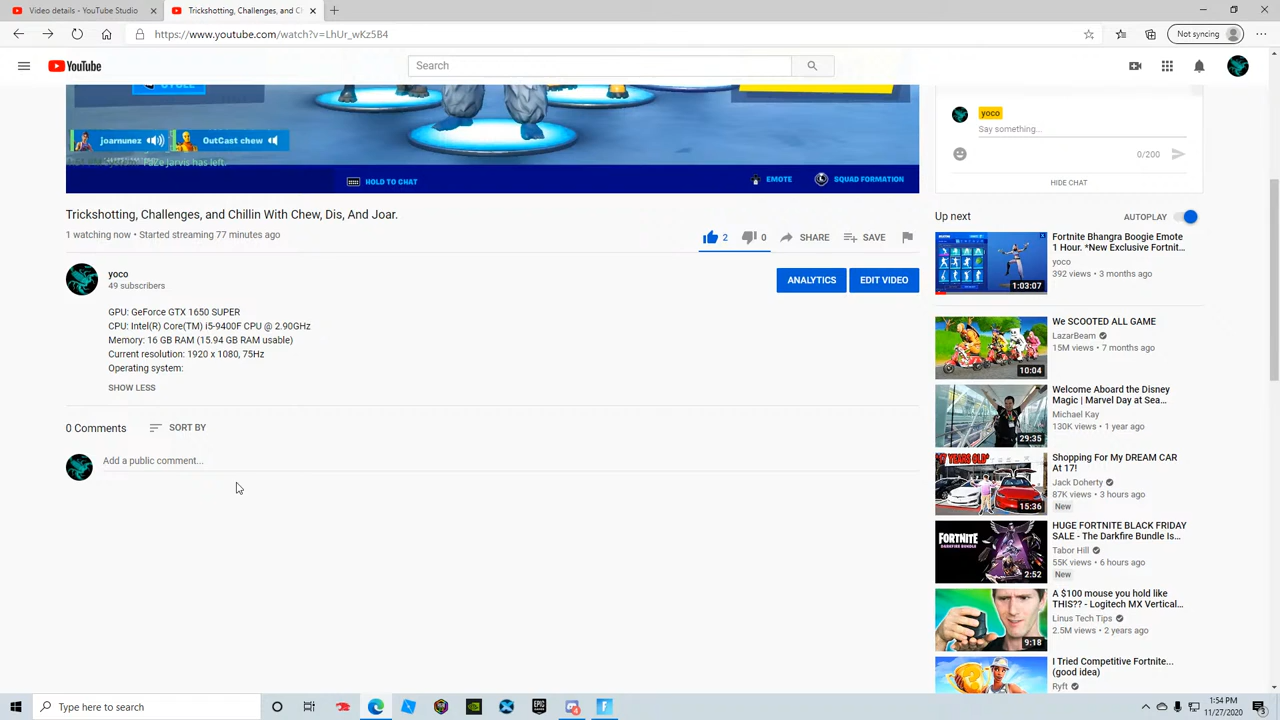 Video details - YouTube Studio
Trickshotting, Challenges, and Cl
https://www.youtube.com/watch?v=LhUr_wKz5B4
Not syncing
YouTube
Search
joarnunez
OutCast chew
FaZe Jarvis has left.
HOLD TO CHAT
EMOTE
SQUAD FORMATION
Trickshotting, Challenges, and Chillin With Chew, Dis, And Joar.
1 watching now • Started streaming 77 minutes ago
2
0
SHARE
SAVE
yoco
49 subscribers
ANALYTICS
EDIT VIDEO
GPU: GeForce GTX 1650 SUPER
CPU: Intel(R) Core(TM) i5-9400F CPU @ 2.90GHz
Memory: 16 GB RAM (15.94 GB RAM usable)
Current resolution: 1920 x 1080, 75Hz
Operating system:
SHOW LESS
0 Comments
SORT BY
Add a public comment...
yoco
Say something...
0/200
HIDE CHAT
Up next
AUTOPLAY
Fortnite Bhangra Boogie Emote
1 Hour. *New Exclusive Fortnit...
yoco
392 views • 3 months ago
1:03:07
We SCOOTED ALL GAME
LazarBeam
15M views • 7 months ago
10:04
Welcome Aboard the Disney
Magic | Marvel Day at Sea...
Michael Kay
130K views • 1 year ago
29:35
17 YEARS OLD*
Shopping For My DREAM CAR
At 17!
Jack Doherty
87K views • 3 hours ago
New
15:36
FORTNITE
DARKFIRE BUNDLE
HUGE FORTNITE BLACK FRIDAY
SALE - The Darkfire Bundle Is...
Tabor Hill
55K views • 6 hours ago
New
2:52
A $100 mouse you hold like
THIS?? - Logitech MX Vertical...
Linus Tech Tips
2.5M views • 2 years ago
9:18
I Tried Competitive Fortnite...
(good idea)
Ryft
Type here to search
EPIC
1:54 PM
11/27/2020